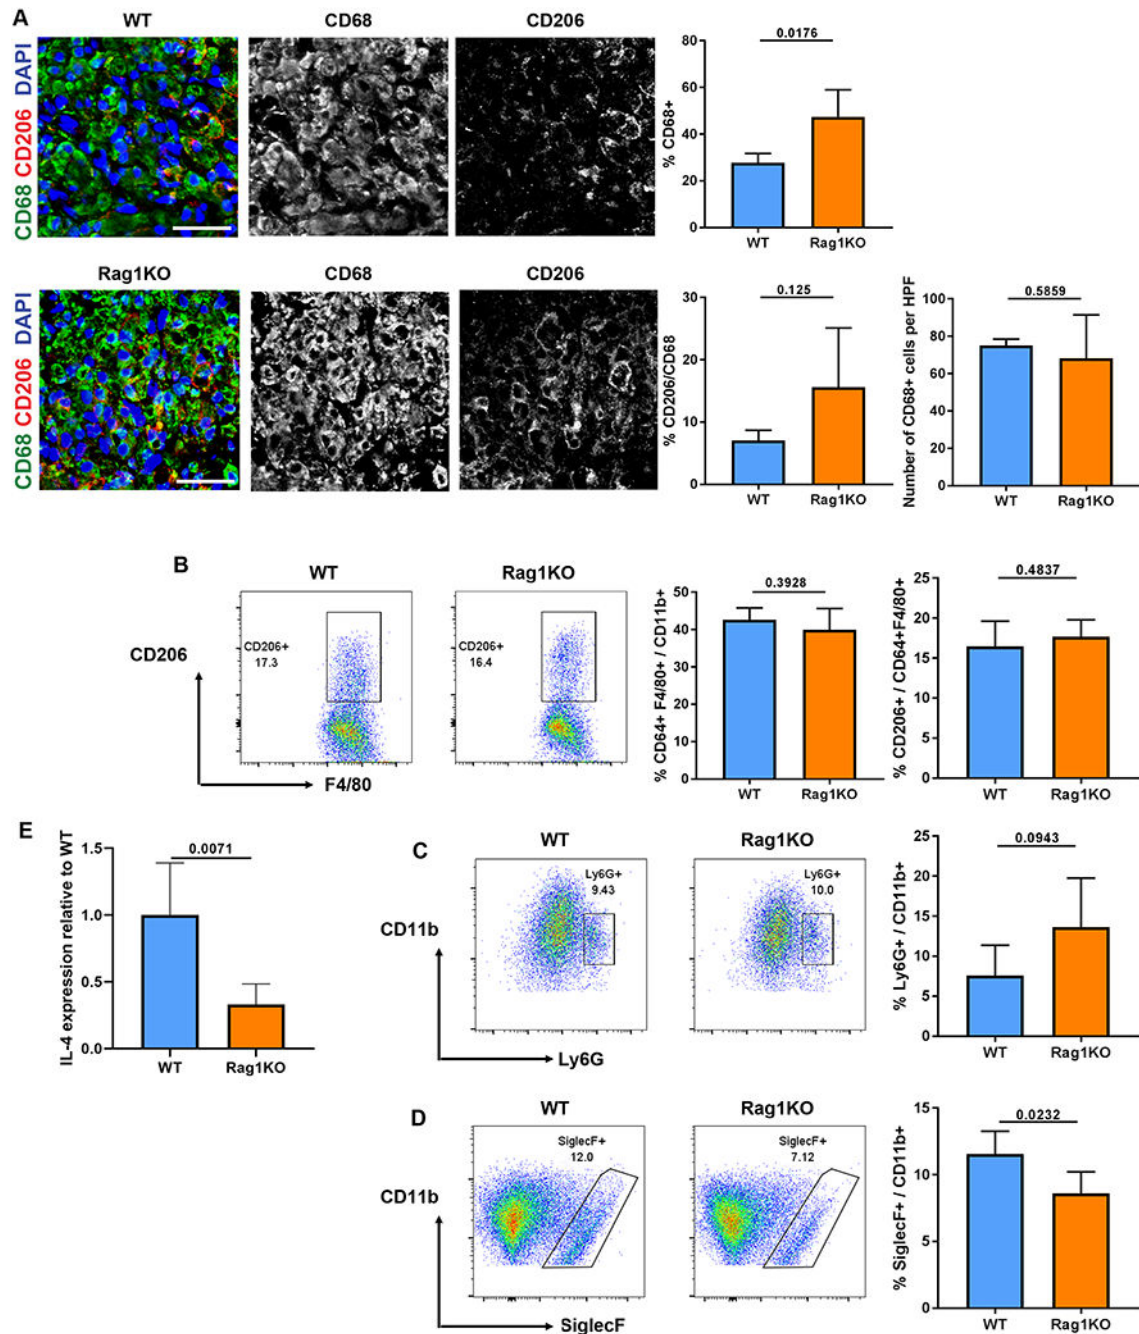 A
WT
CD68
CD206
CD68 CD206 DAPI
% CD68+
80
60
40
20
0
0.0176
WT
Rag1KO
Rag1KO
CD68
CD206
CD68 CD206 DAPI
% CD206/CD68
30
20
10
0
0.125
WT
Rag1KO
Number of CD68+ cells per HPF
100
80
60
40
20
0
0.5859
WT
Rag1KO
B
WT
Rag1KO
CD206
CD206+
17.3
CD206+
16.4
F4/80
% CD64+ F4/80+ / CD11b+
50
40
30
20
10
0
0.3928
WT
Rag1KO
% CD206+ / CD64+F4/80+
25
20
15
10
5
0
0.4837
WT
Rag1KO
E
IL-4 expression relative to WT
1.5
1.0
0.5
0.0
0.0071
WT
Rag1KO
C
WT
Rag1KO
CD11b
Ly6G+
9.43
Ly6G+
10.0
Ly6G
% Ly6G+ / CD11b+
25
20
15
10
5
0
0.0943
WT
Rag1KO
D
WT
Rag1KO
CD11b
SiglecF+
12.0
SiglecF+
7.12
SiglecF
% SiglecF+ / CD11b+
15
10
5
0
0.0232
WT
Rag1KO